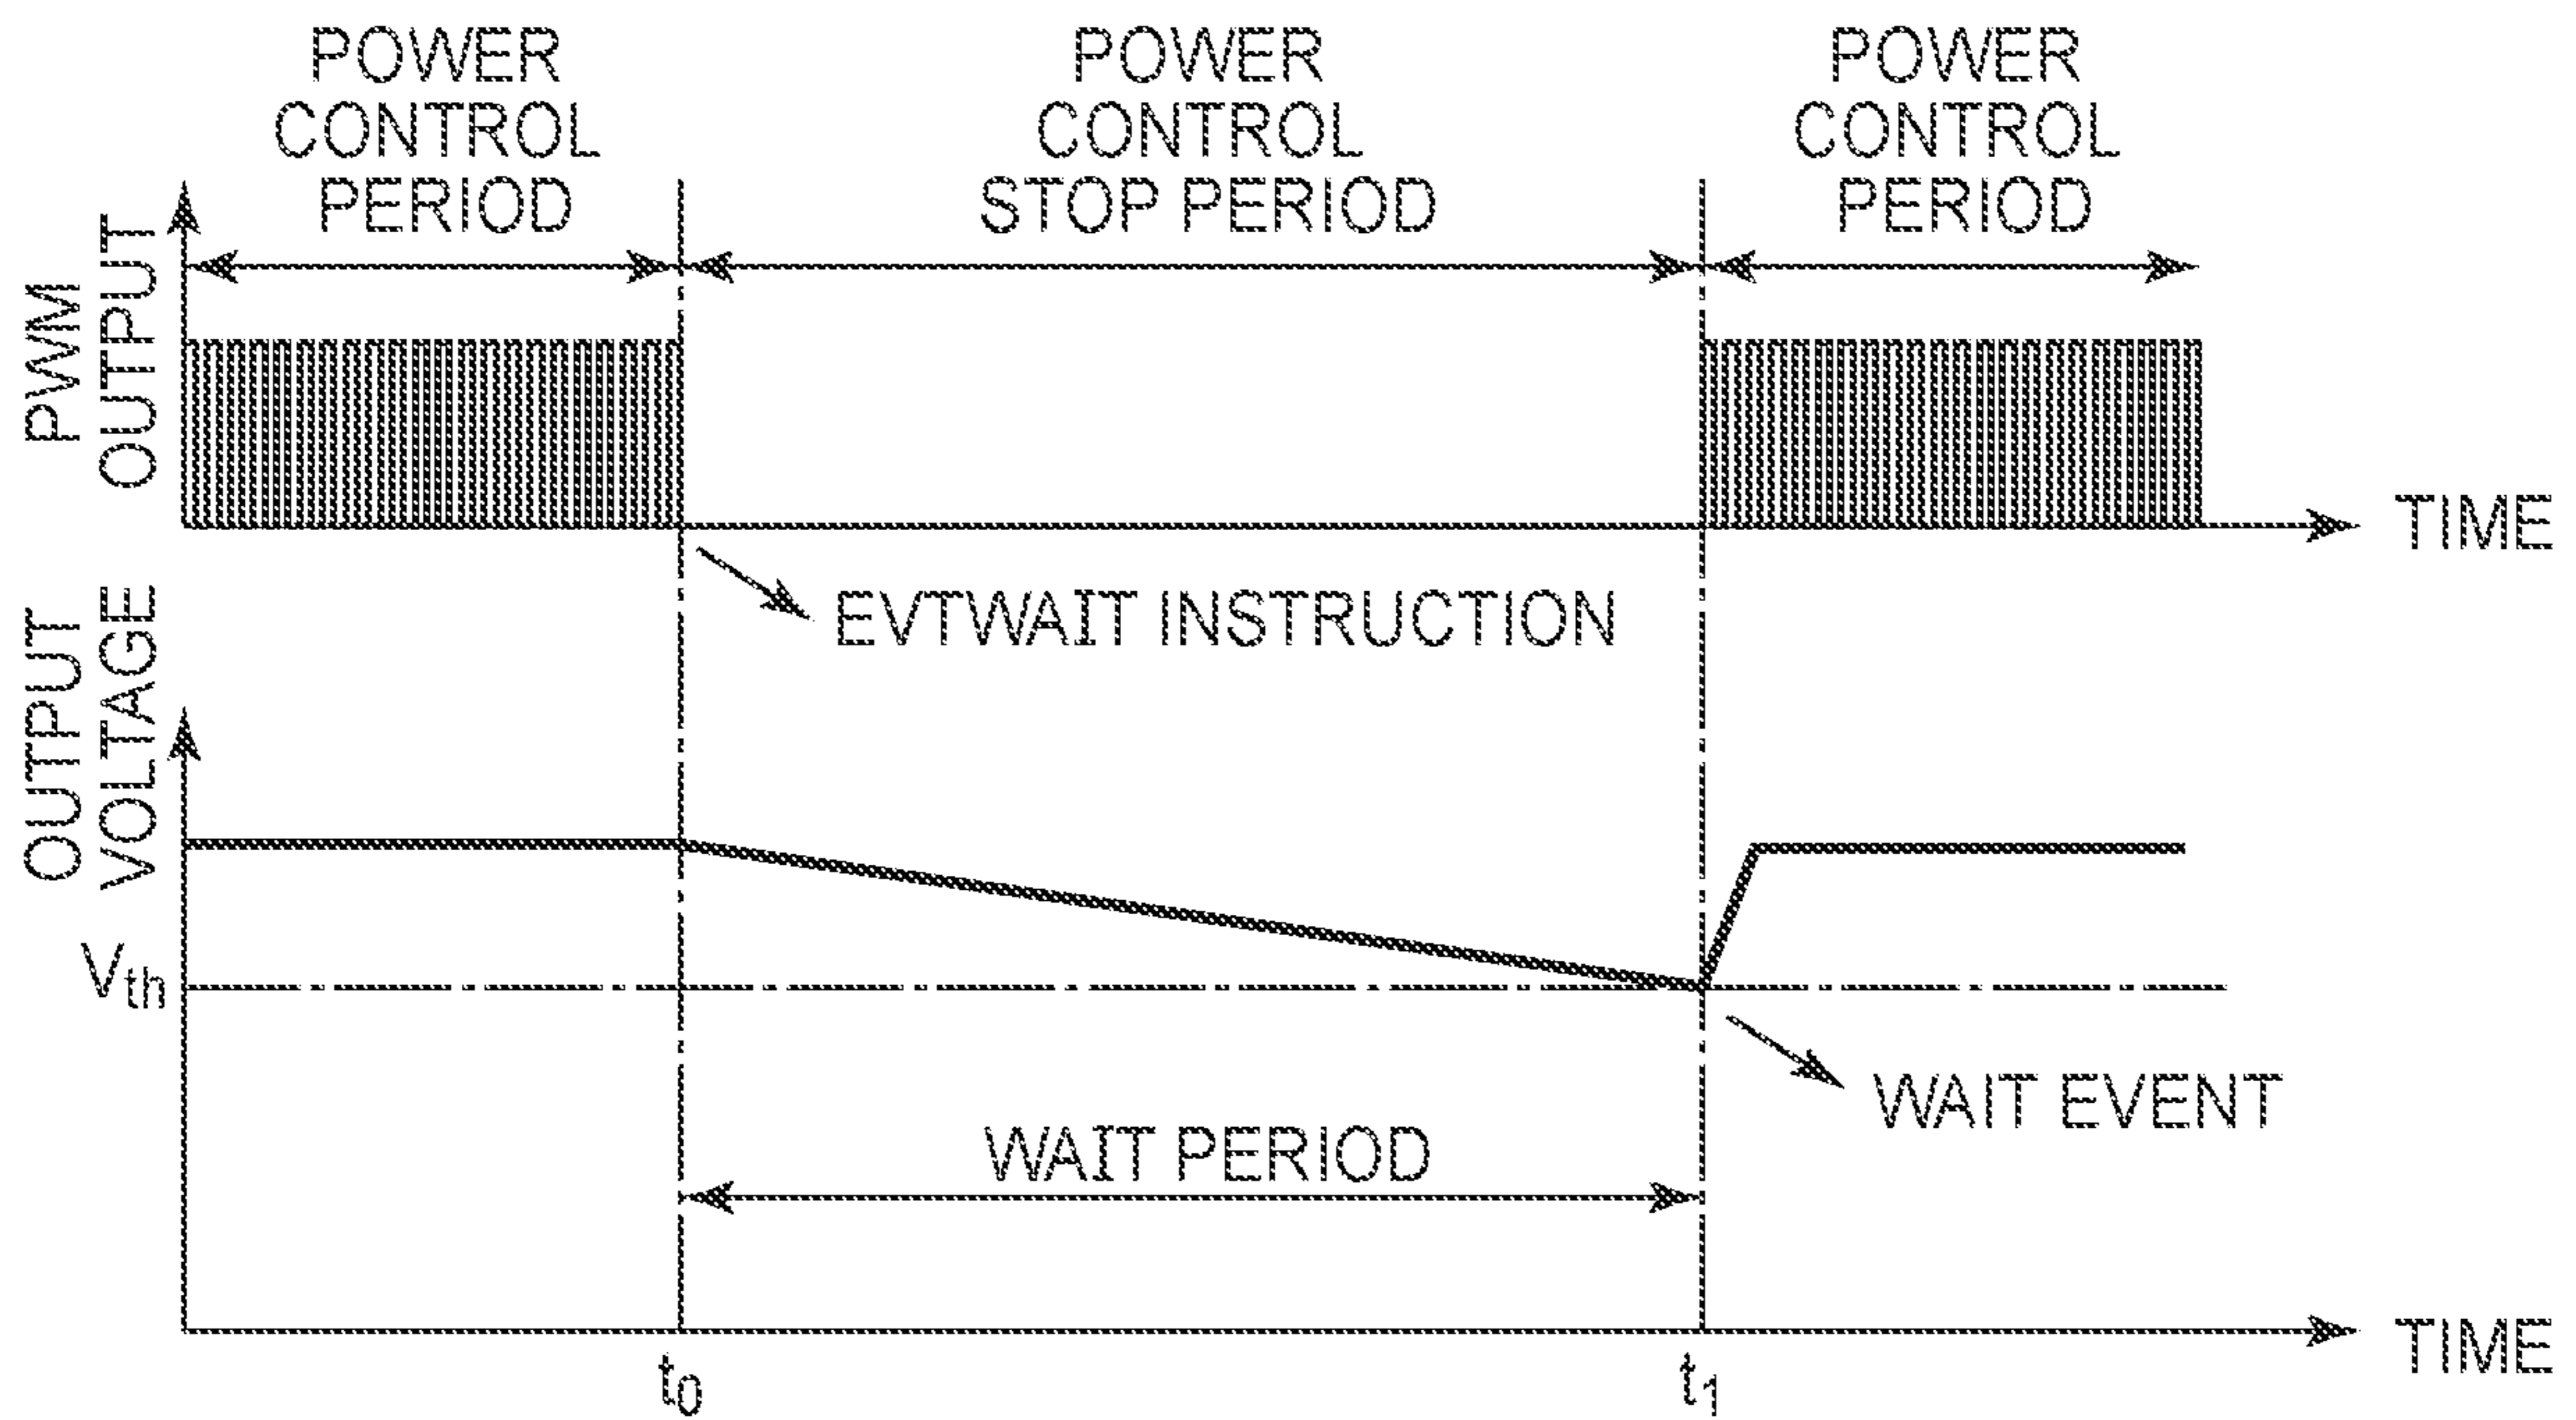 POWER
CONTROL
PERIOD
POWER
CONTROL
STOP PERIOD
POWER
CONTROL
PERIOD
PWM
OUTPUT
TIME
EVTWAIT INSTRUCTION
OUTPUT
VOLTAGE
Vth
WAIT EVENT
WAIT PERIOD
TIME
t0
t1